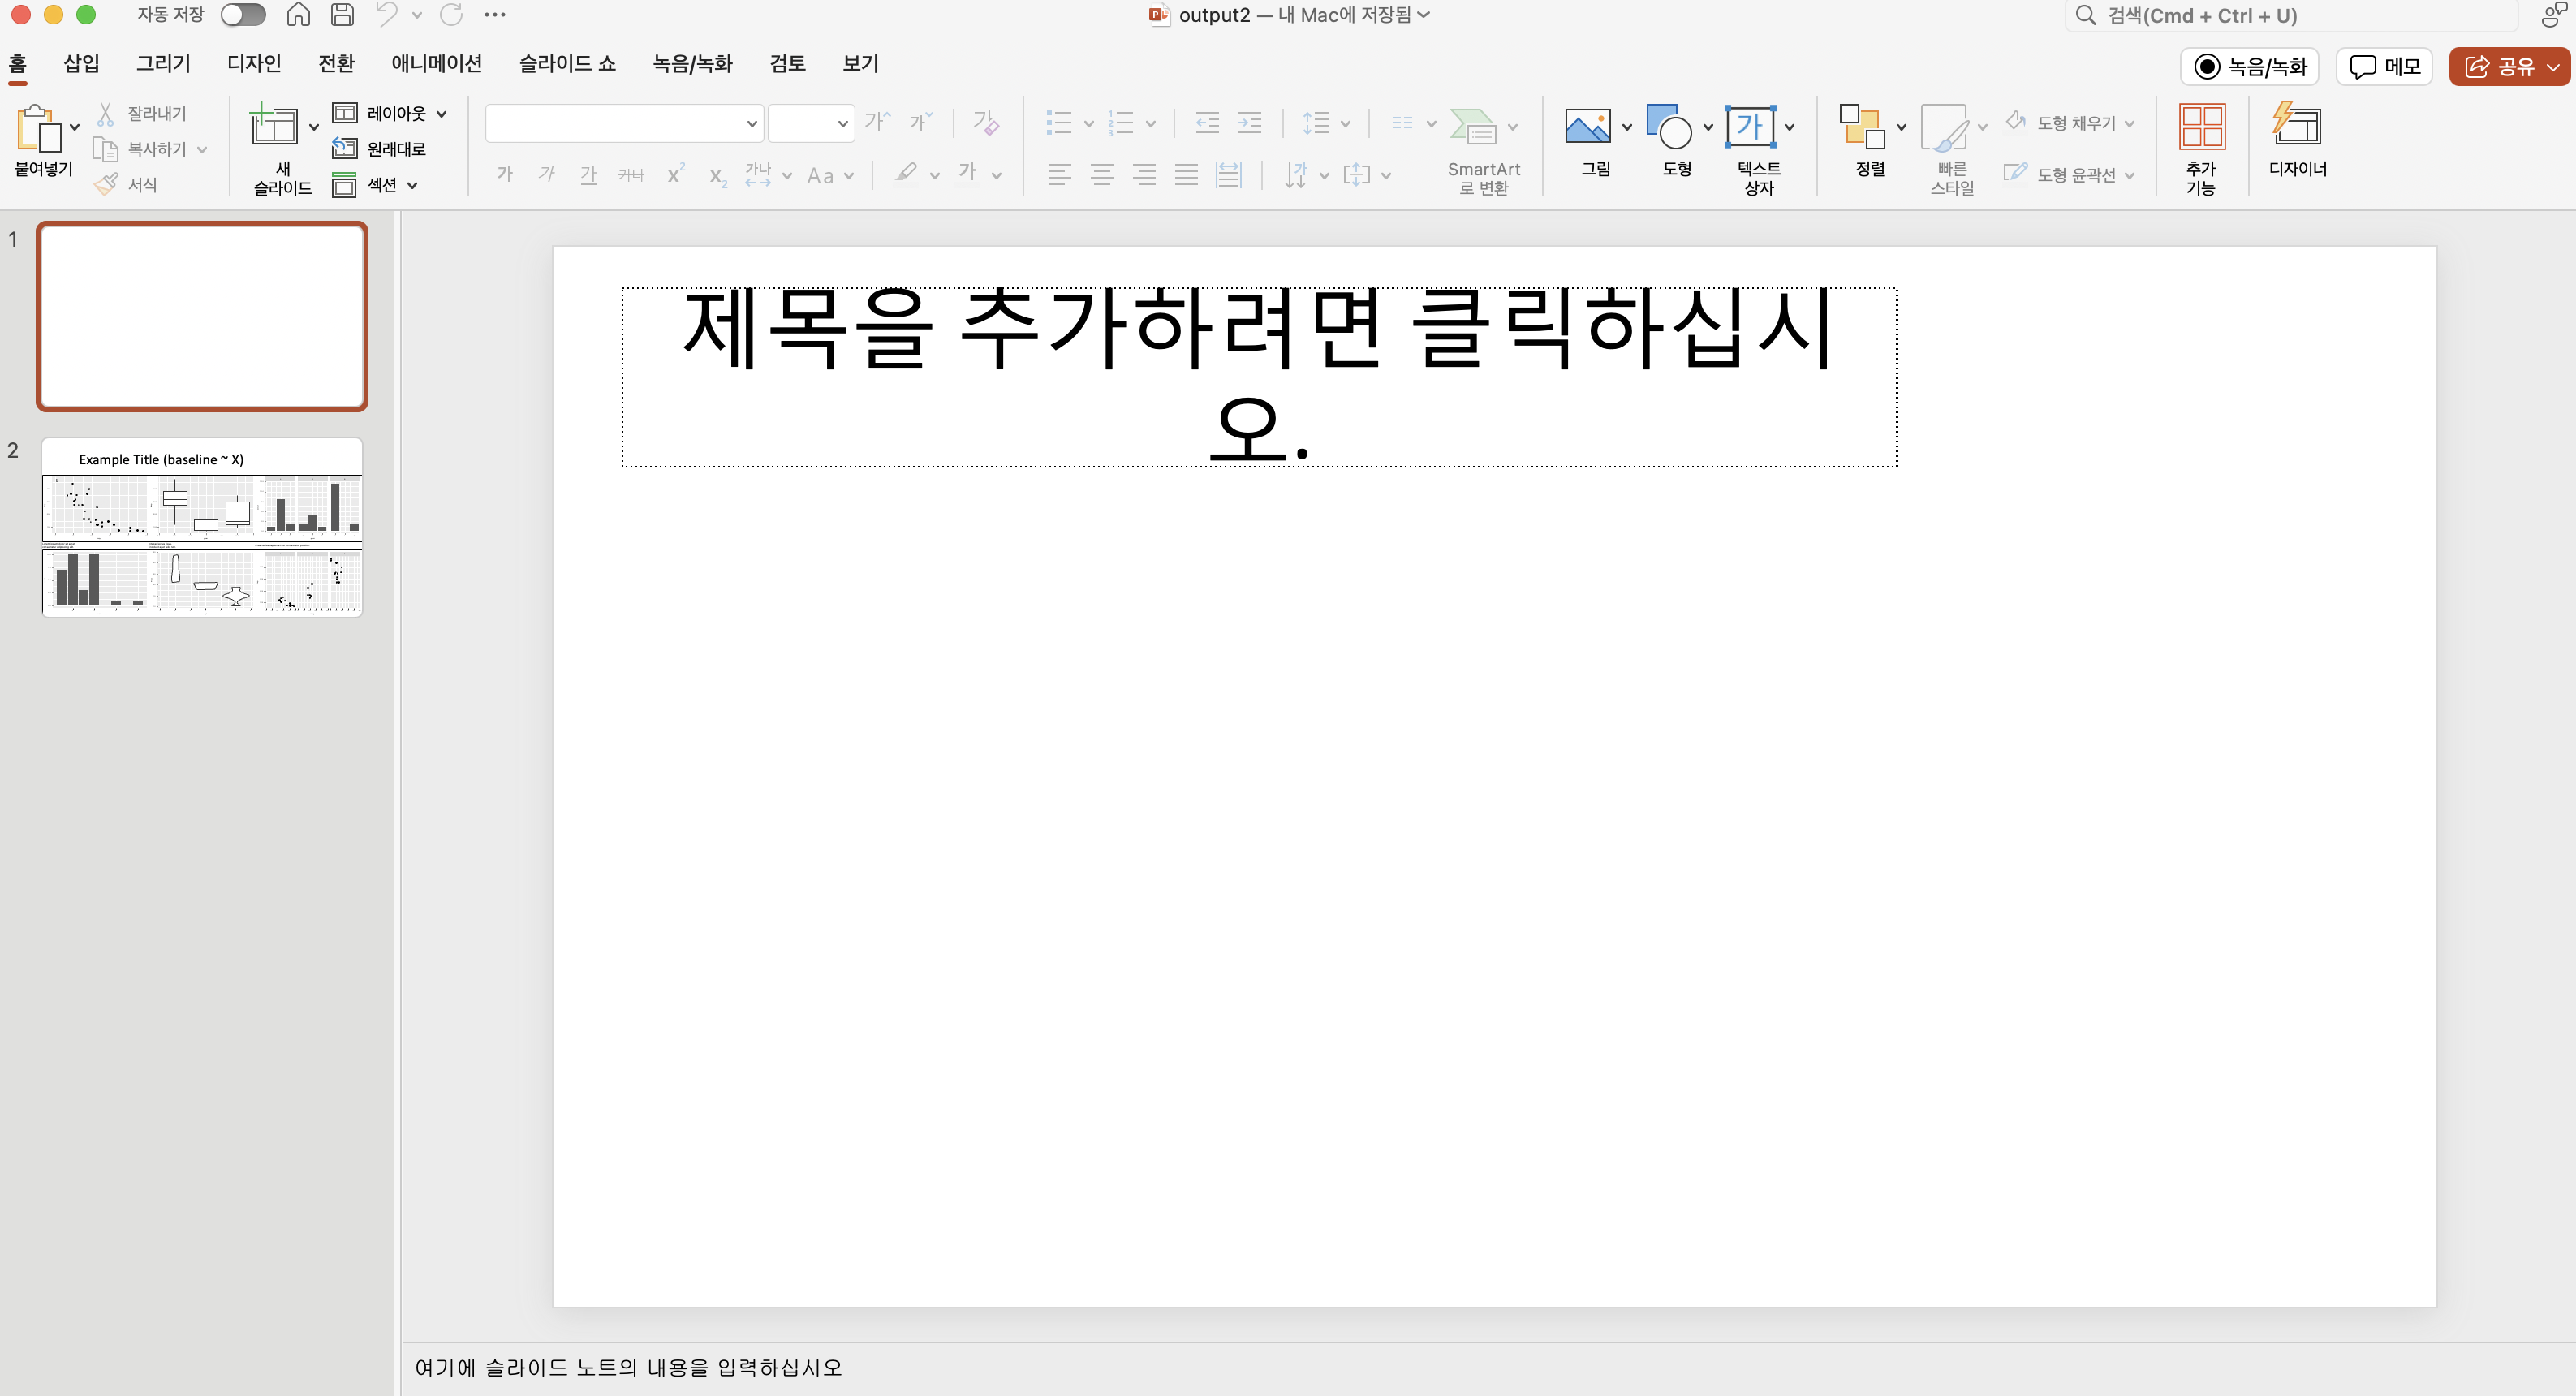 자동 저장
output2 — 내 Mac에 저장됨
검색(Cmd + Ctrl + U)
홈 삽입 그리기 디자인 전환 애니메이션 슬라이드 쇼 녹음/녹화 검토 보기
녹음/녹화 메모 공유
붙여넣기
잘라내기
복사하기
서식
새
슬라이드
레이아웃
원래대로
섹션
가 가 가
가 가 가 가나 x² x₂ 가나 Aa 가
가
SmartArt
로 변환
그림
도형
가
텍스트
상자
정렬
빠른
스타일
도형 채우기
도형 윤곽선
추가
기능
디자이너
1
2
Example Title (baseline ~ X)
제목을 추가하려면 클릭하십시
오.
여기에 슬라이드 노트의 내용을 입력하십시오